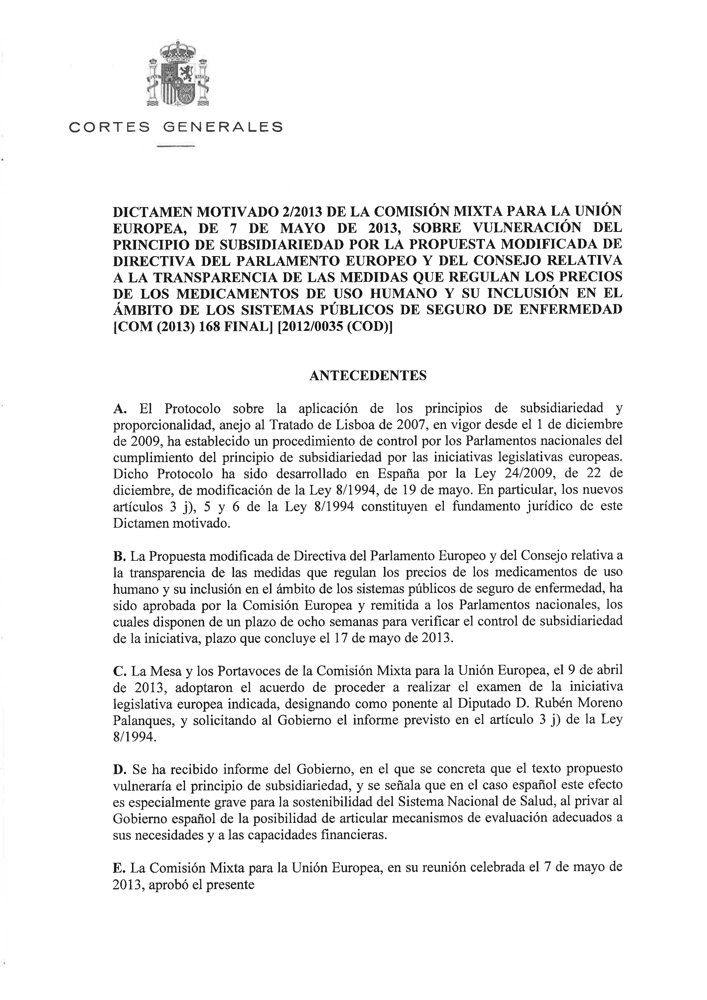 CORTES GENERALES
DICTAMEN MOTIVADO 2/2013 DE LA COMISIÓN MIXTA PARA LA UNIÓN
EUROPEA, DE 7 DE MAYO DE 2013, SOBRE VULNERACIÓN DEL
PRINCIPIO DE SUBSIDIARIEDAD POR LA PROPUESTA MODIFICADA DE
DIRECTIVA DEL PARLAMENTO EUROPEO Y DEL CONSEJO RELATIVA
A LA TRANSPARENCIA DE LAS MEDIDAS QUE REGULAN LOS PRECIOS
DE LOS MEDICAMENTOS DE USO HUMANO Y SU INCLUSIÓN EN EL
ÁMBITO DE LOS SISTEMAS PÚBLICOS DE SEGURO DE ENFERMEDAD
[COM (2013) 168 FINAL] [2012/0035 (COD)]
ANTECEDENTES
A. El Protocolo sobre la aplicación de los principios de subsidiariedad y
proporcionalidad, anejo al Tratado de Lisboa de 2007, en vigor desde el 1 de diciembre
de 2009, ha establecido un procedimiento de control por los Parlamentos nacionales del
cumplimiento del principio de subsidiariedad por las iniciativas legislativas europeas.
Dicho Protocolo ha sido desarrollado en España por la Ley 24/2009, de 22 de
diciembre, de modificación de la Ley 8/1994, de 19 de mayo. En particular, los nuevos
artículos 3 j), 5 y 6 de la Ley 8/1994 constituyen el fundamento jurídico de este
Dictamen motivado.
B. La Propuesta modificada de Directiva del Parlamento Europeo y del Consejo relativa a
la transparencia de las medidas que regulan los precios de los medicamentos de uso
humano y su inclusión en el ámbito de los sistemas públicos de seguro de enfermedad, ha
sido aprobada por la Comisión Europea y remitida a los Parlamentos nacionales, los
cuales disponen de un plazo de ocho semanas para verificar el control de subsidiariedad
de la iniciativa, plazo que concluye el 17 de mayo de 2013.
C. La Mesa y los Portavoces de la Comisión Mixta para la Unión Europea, el 9 de abril
de 2013, adoptaron el acuerdo de proceder a realizar el examen de la iniciativa
legislativa europea indicada, designando como ponente al Diputado D. Rubén Moreno
Palanques, y solicitando al Gobierno el informe previsto en el artículo 3 j) de la Ley
8/1994.
D. Se ha recibido informe del Gobierno, en el que se concreta que el texto propuesto
vulneraría el principio de subsidiariedad, y se señala que en el caso español este efecto
es especialmente grave para la sostenibilidad del Sistema Nacional de Salud, al privar al
Gobierno español de la posibilidad de articular mecanismos de evaluación adecuados a
sus necesidades y a las capacidades financieras.
E. La Comisión Mixta para la Unión Europea, en su reunión celebrada el 7 de mayo de
2013, aprobó el presente